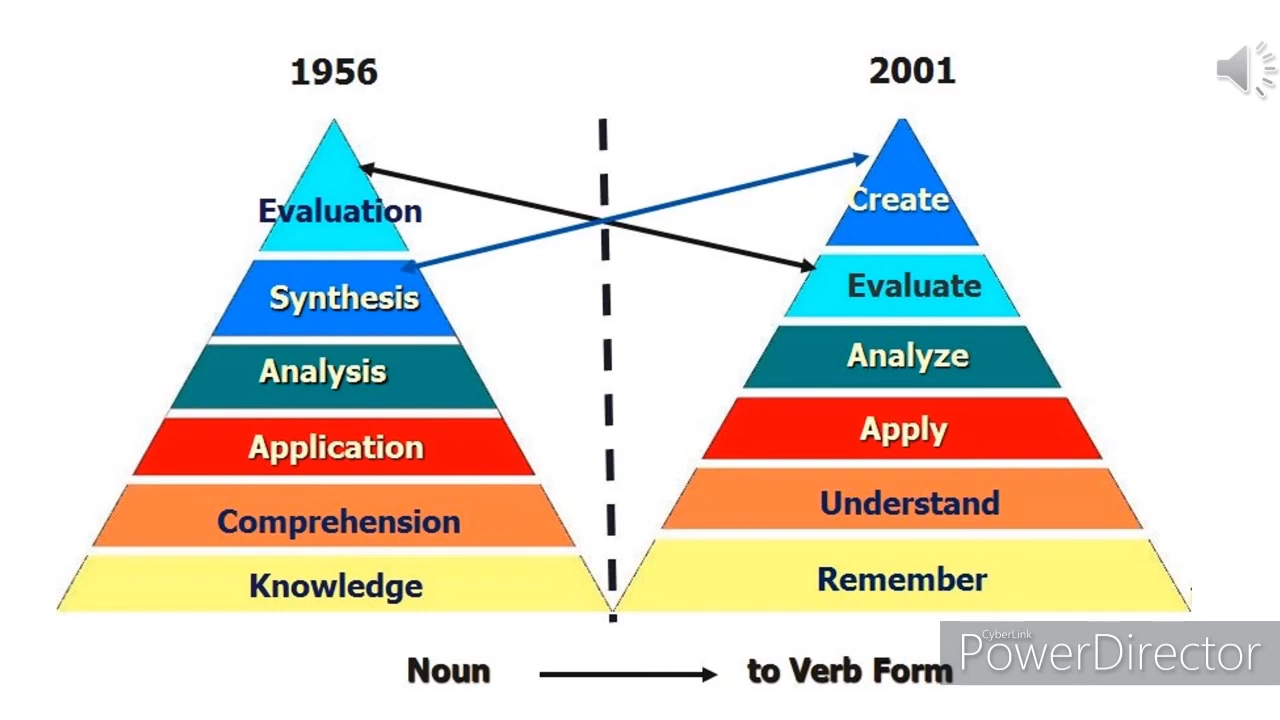 1956
2001
Evaluation
Synthesis
Analysis
Application
Comprehension
Knowledge
Create
Evaluate
Analyze
Apply
Understand
Remember
Noun
to Verb Form
CyberLink
PowerDirector